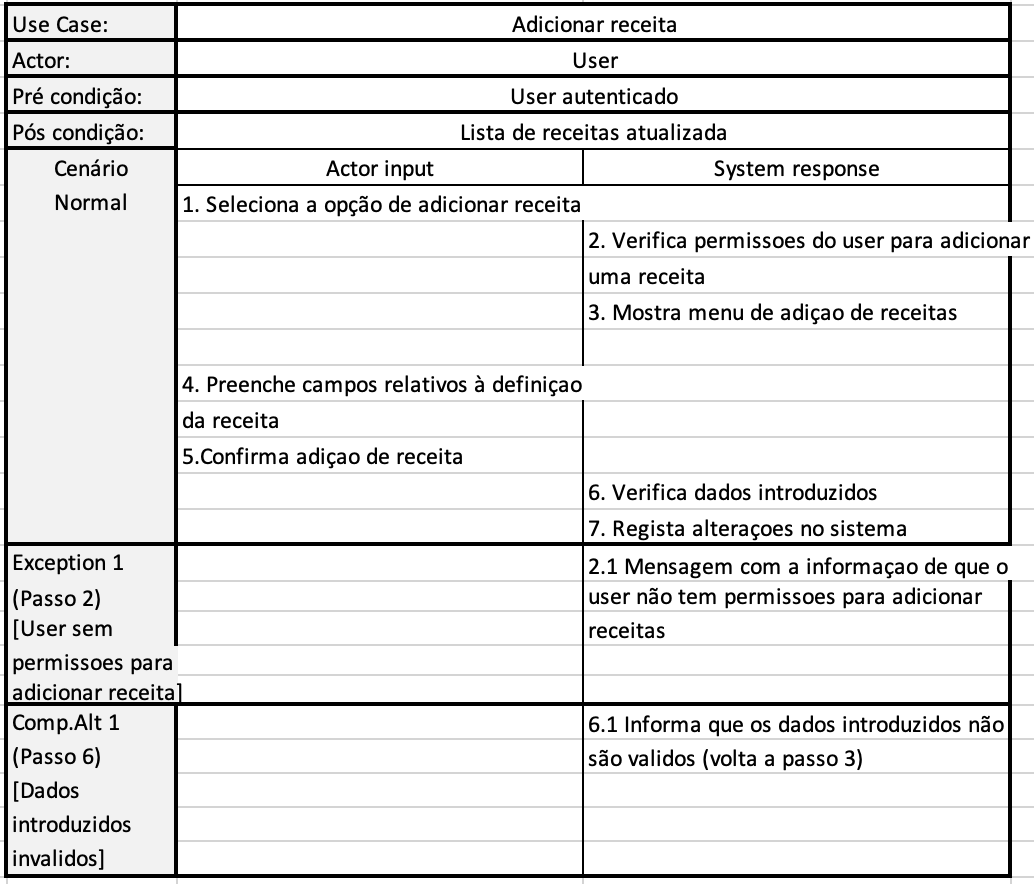 Use Case: Adicionar receita
Actor: User
Pré condição: User autenticado
Pós condição: Lista de receitas atualizada
Cenário Actor input System response
Normal 1. Seleciona a opção de adicionar receita
2. Verifica permissoes do user para adicionar
uma receita
3. Mostra menu de adiçao de receitas
4. Preenche campos relativos à definiçao
da receita
5.Confirma adiçao de receita
6. Verifica dados introduzidos
7. Regista alteraçoes no sistema
Exception 1 2.1 Mensagem com a informaçao de que o
(Passo 2) user não tem permissoes para adicionar
[User sem receitas
permissoes para
adicionar receita]
Comp.Alt 1 6.1 Informa que os dados introduzidos não
(Passo 6) são validos (volta a passo 3)
[Dados
introduzidos
invalidos]